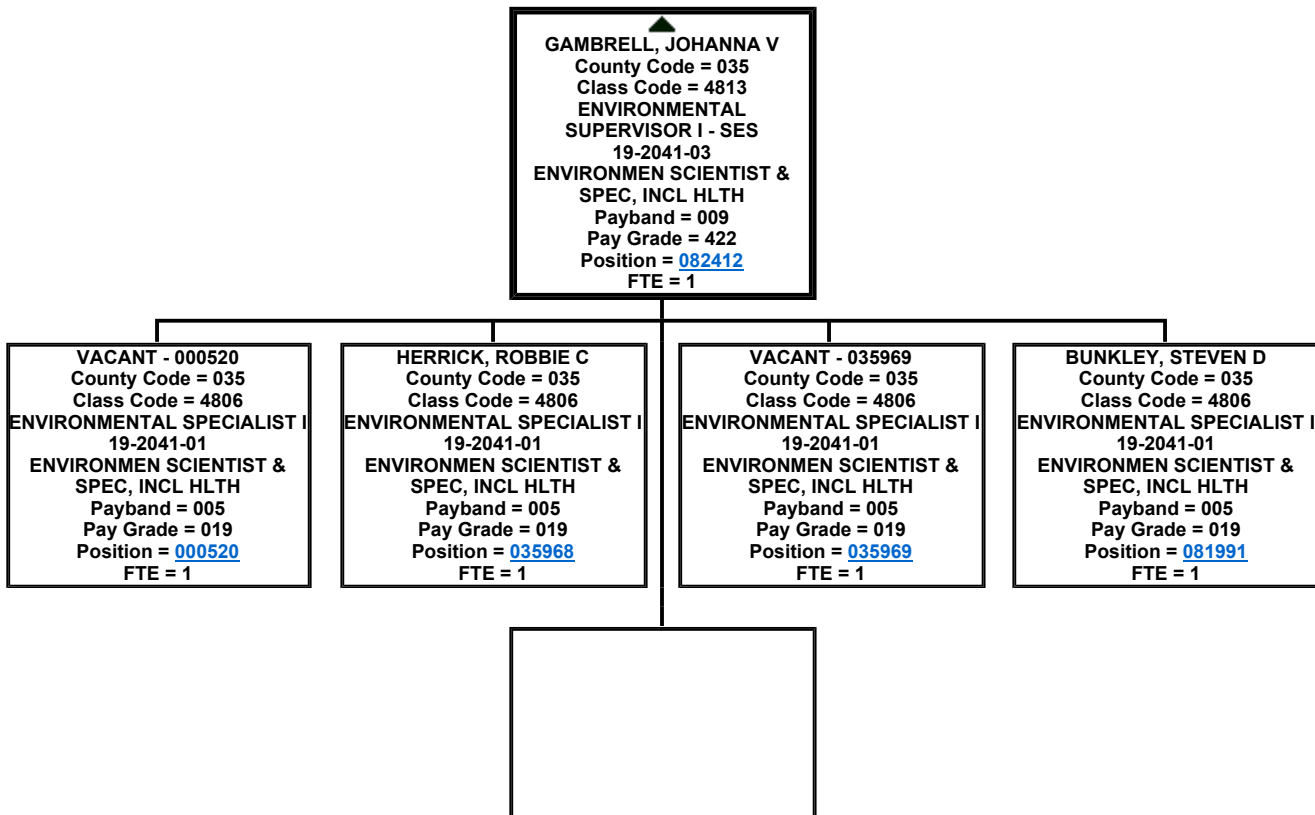 GAMBRELL, JOHANNA V
County Code = 035
Class Code = 4813
ENVIRONMENTAL
SUPERVISOR I - SES
19-2041-03
ENVIRONMEN SCIENTIST &
SPEC, INCL HLTH
Payband = 009
Pay Grade = 422
Position = 082412
FTE = 1
VACANT - 000520
County Code = 035
Class Code = 4806
ENVIRONMENTAL SPECIALIST I
19-2041-01
ENVIRONMEN SCIENTIST &
SPEC, INCL HLTH
Payband = 005
Pay Grade = 019
Position = 000520
FTE = 1
HERRICK, ROBBIE C
County Code = 035
Class Code = 4806
ENVIRONMENTAL SPECIALIST I
19-2041-01
ENVIRONMEN SCIENTIST &
SPEC, INCL HLTH
Payband = 005
Pay Grade = 019
Position = 035968
FTE = 1
VACANT - 035969
County Code = 035
Class Code = 4806
ENVIRONMENTAL SPECIALIST I
19-2041-01
ENVIRONMEN SCIENTIST &
SPEC, INCL HLTH
Payband = 005
Pay Grade = 019
Position = 035969
FTE = 1
BUNKLEY, STEVEN D
County Code = 035
Class Code = 4806
ENVIRONMENTAL SPECIALIST I
19-2041-01
ENVIRONMEN SCIENTIST &
SPEC, INCL HLTH
Payband = 005
Pay Grade = 019
Position = 081991
FTE = 1